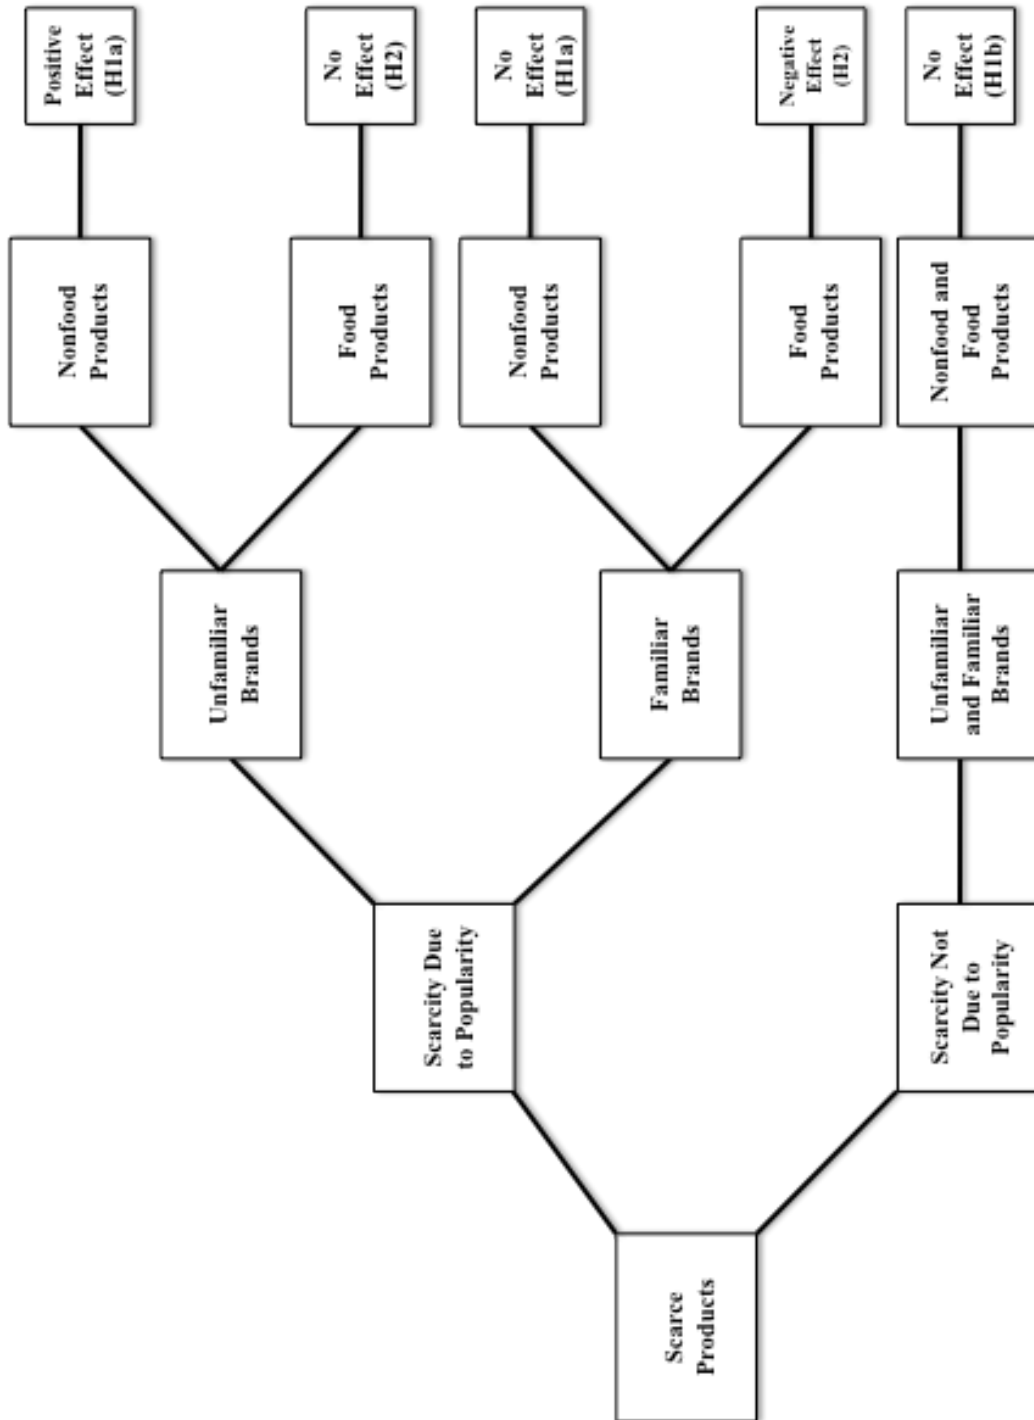 Scarce
Products
Scarcity Due
to Popularity
Scarcity Not
Due to
Popularity
Unfamiliar
Brands
Familiar
Brands
Unfamiliar
and Familiar
Brands
Nonfood
Products
Food
Products
Nonfood
Products
Food
Products
Nonfood and
Food
Products
Positive
Effect
(H1a)
No
Effect
(H2)
No
Effect
(H1a)
Negative
Effect
(H2)
No
Effect
(H1b)